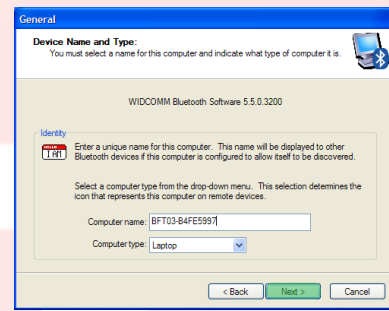 General
Device Name and Type:
You must select a name for this computer and indicate what type of computer it is.
WIDCOMM Bluetooth Software 5.5.0.3200
Identity
HELLO
I AM
Enter a unique name for this computer. This name will be displayed to other
Bluetooth devices if this computer is configured to allow itself to be discovered.
Select a computer type from the drop-down menu. This selection determines the
icon that represents this computer on remote devices.
Computer name: BFT03-B4FE5997
Computer type: Laptop
< Back Next > Cancel